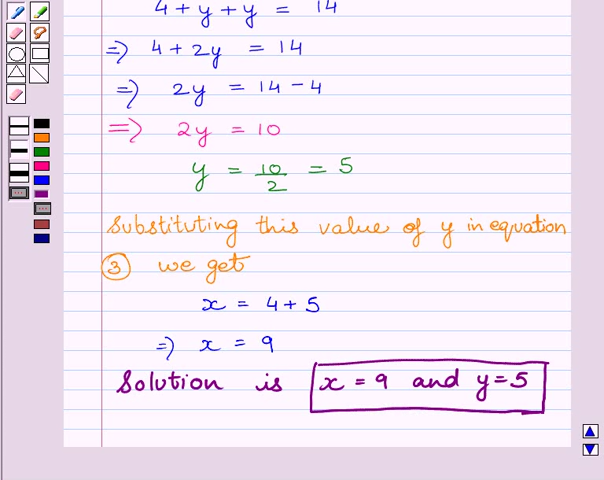 4 + y + y = 14
⇒ 4 + 2y = 14
⇒ 2y = 14 - 4
⇒ 2y = 10
y = 10/2 = 5
Substituting this value of y in equation
③ we get
x = 4 + 5
⇒ x = 9
Solution is x = 9 and y = 5